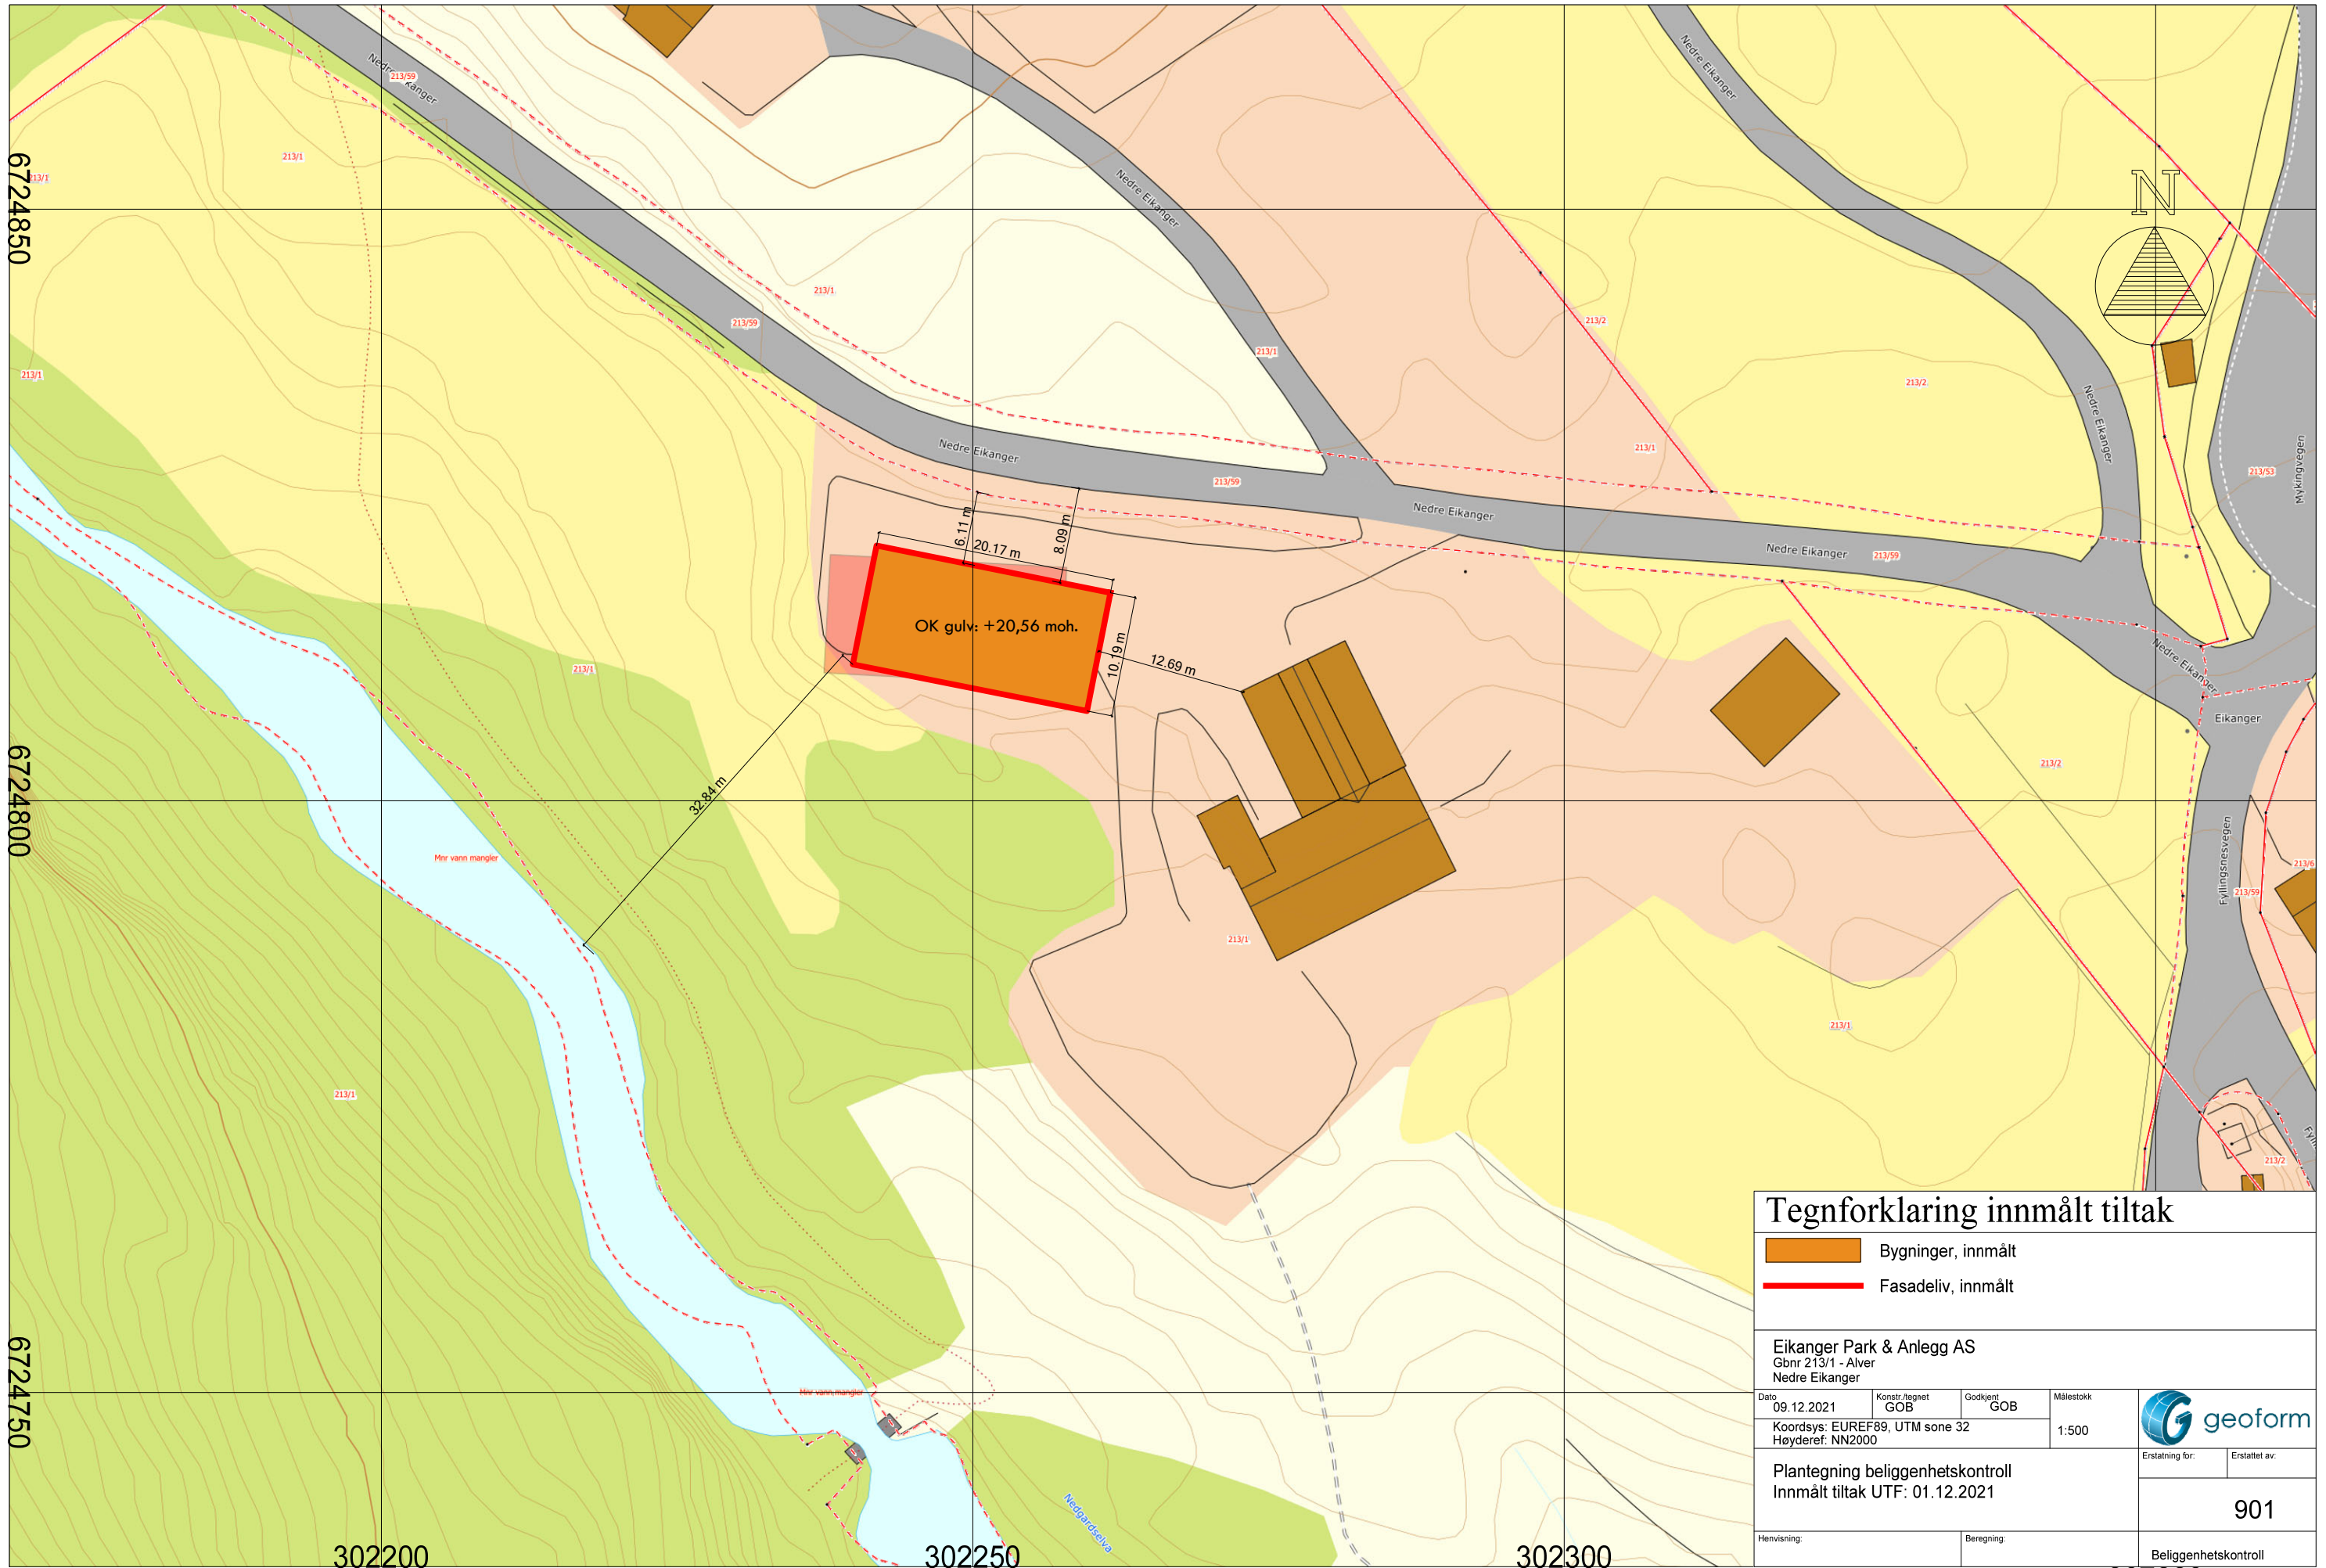 Nedre Eikanger
213/59
213/1
213/1
213/1
213/1
213/59
213/1
Nedre Eikanger
213/1
213/2
Nedre Eikanger
N
213/2
Nedre Eikanger
Mykingvegen
213/53
213/1
Nedre Eikanger
213/59
Nedre Eikanger
Nedre Eikanger
213/59
Nedre Eikanger
Eikanger
6.11 m
8.09 m
20.17 m
OK gulv: +20,56 moh.
10.19 m
12.69 m
32.84 m
213/1
213/2
Fyllingsnesvegen
213/59
213/6
Mnr vann mangler
213/1
213/1
213/1
213/2
Mnr vann mangler
Nedgardselva
6724850
6724800
6724750
302200
302250
302300
Tegnforklaring innmålt tiltak
Bygninger, innmålt
Fasadeliv, innmålt
Eikanger Park & Anlegg AS
Gbnr 213/1 - Alver
Nedre Eikanger
Dato
09.12.2021
Konstr./tegnet
GOB
Godkjent
GOB
Målestokk
1:500
Koordsys: EUREF89, UTM sone 32
Høyderef: NN2000
geoform
Plantegning beliggenhetskontroll
Innmålt tiltak UTF: 01.12.2021
Erstatning for:
Erstattet av:
901
Henvisning:
Beregning:
Beliggenhetskontroll